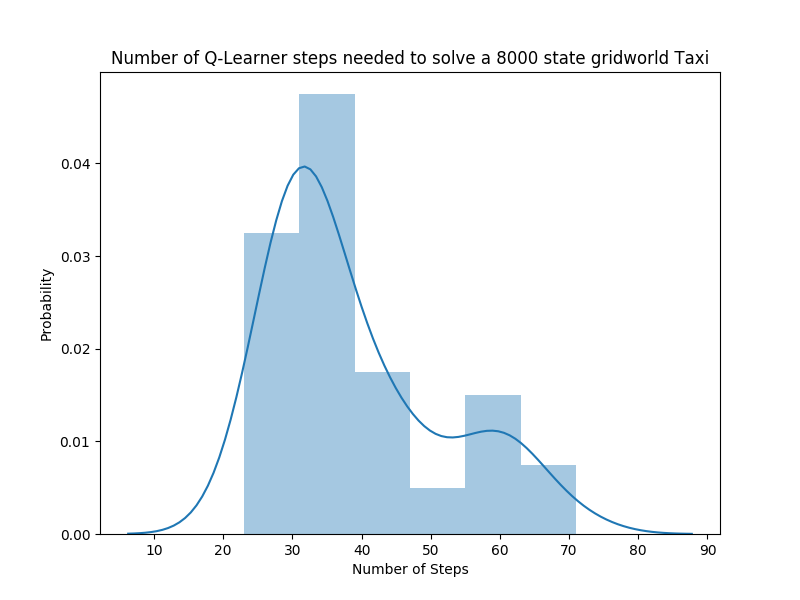 Number of Q-Learner steps needed to solve a 8000 state gridworld Taxi
Probability
0.04
0.03
0.02
0.01
0.00
10 20 30 40 50 60 70 80 90
Number of Steps